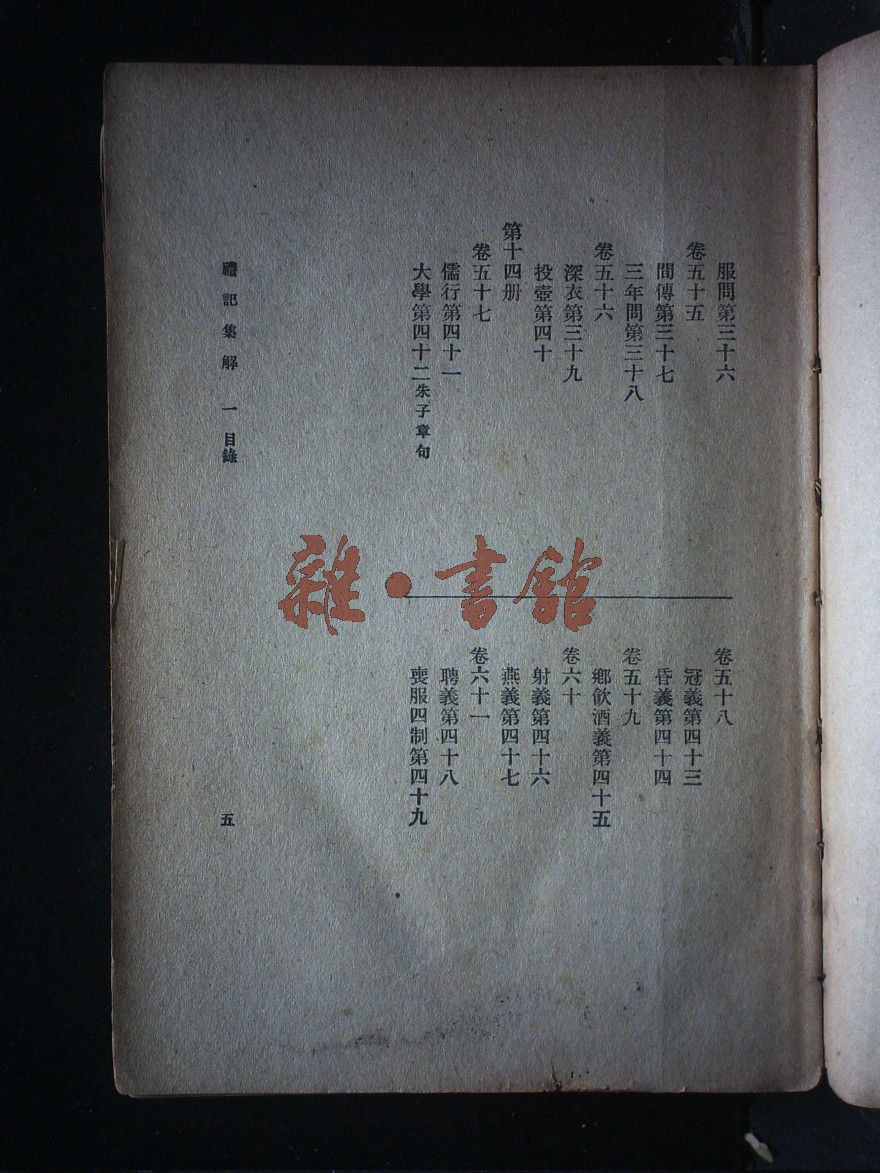 服問第三十六
卷五十五
間傳第三十七
三年問第三十八
卷五十六
深衣第三十九
投壺第四十
第十四册
卷五十七
儒行第四十一
大學第四十二朱子章句
卷五十八
冠義第四十三
昏義第四十四
卷五十九
鄉飲酒義第四十五
卷六十
射義第四十六
燕義第四十七
卷六十一
聘義第四十八
喪服四制第四十九
禮記集解 一 目錄
五
雜·書館